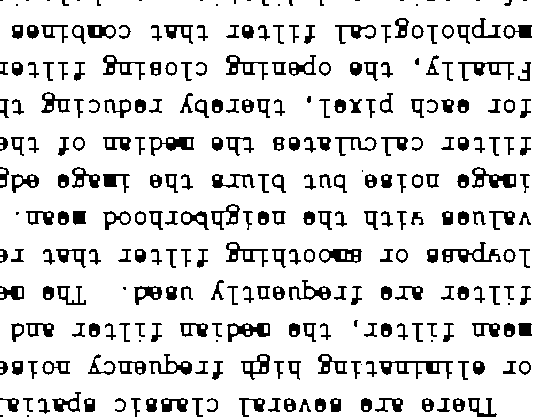 There are several classic spatial
or eliminating high frequency noise
mean filter, the median filter and
filter are frequently used. The me
lowpass or smoothing filter that re
values with the neighborhood mean.
image noise but blurs the image edg
filter calculates the median of the
for each pixel, thereby reducing th
Finally, the opening closing filter
morphological filter that combines